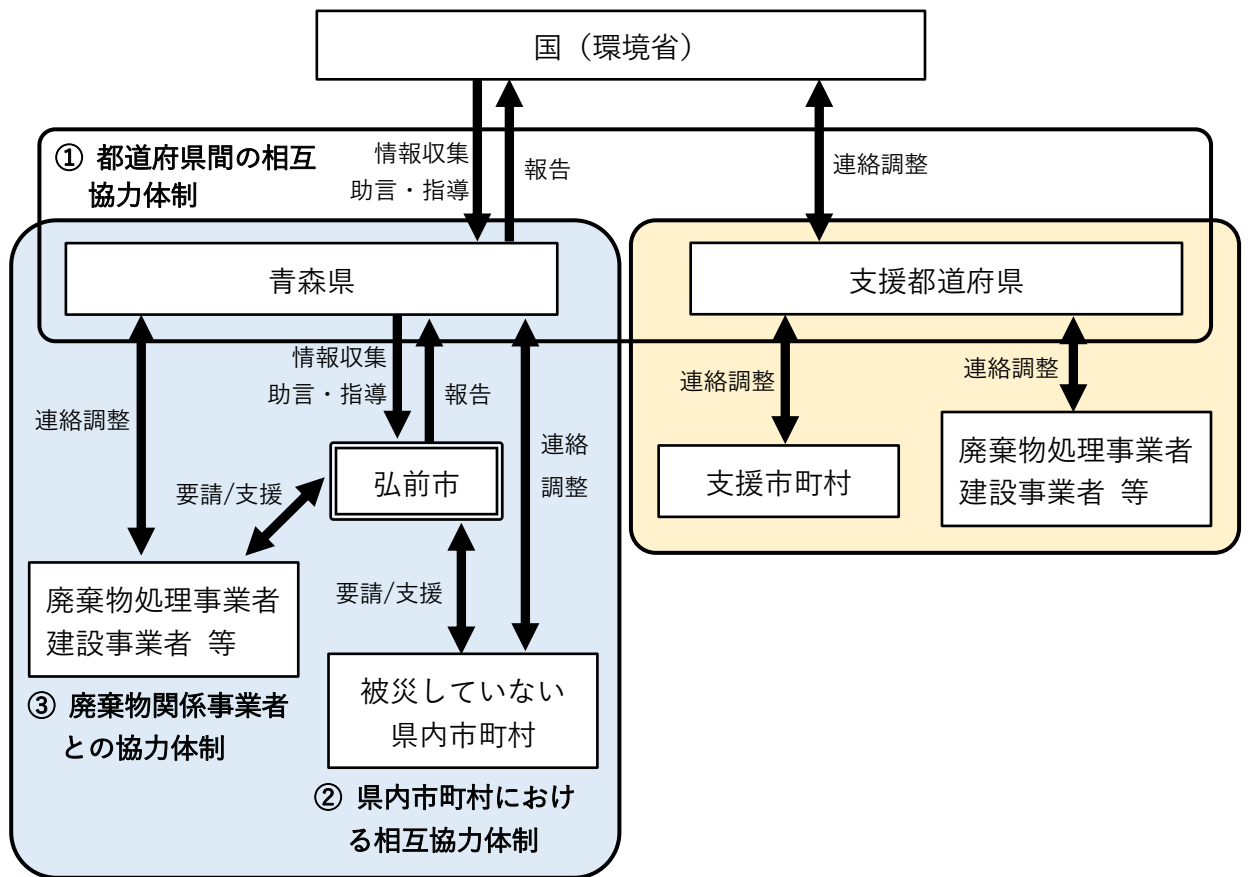 国（環境省）
① 都道府県間の相互
協力体制
情報収集
助言・指導
報告
連絡調整
青森県
支援都道府県
情報収集
助言・指導
報告
連絡調整
連絡
調整
連絡調整
連絡調整
弘前市
要請/支援
支援市町村
廃棄物処理事業者
建設事業者 等
廃棄物処理事業者
建設事業者 等
要請/支援
③ 廃棄物関係事業者
との協力体制
被災していない
県内市町村
② 県内市町村におけ
る相互協力体制